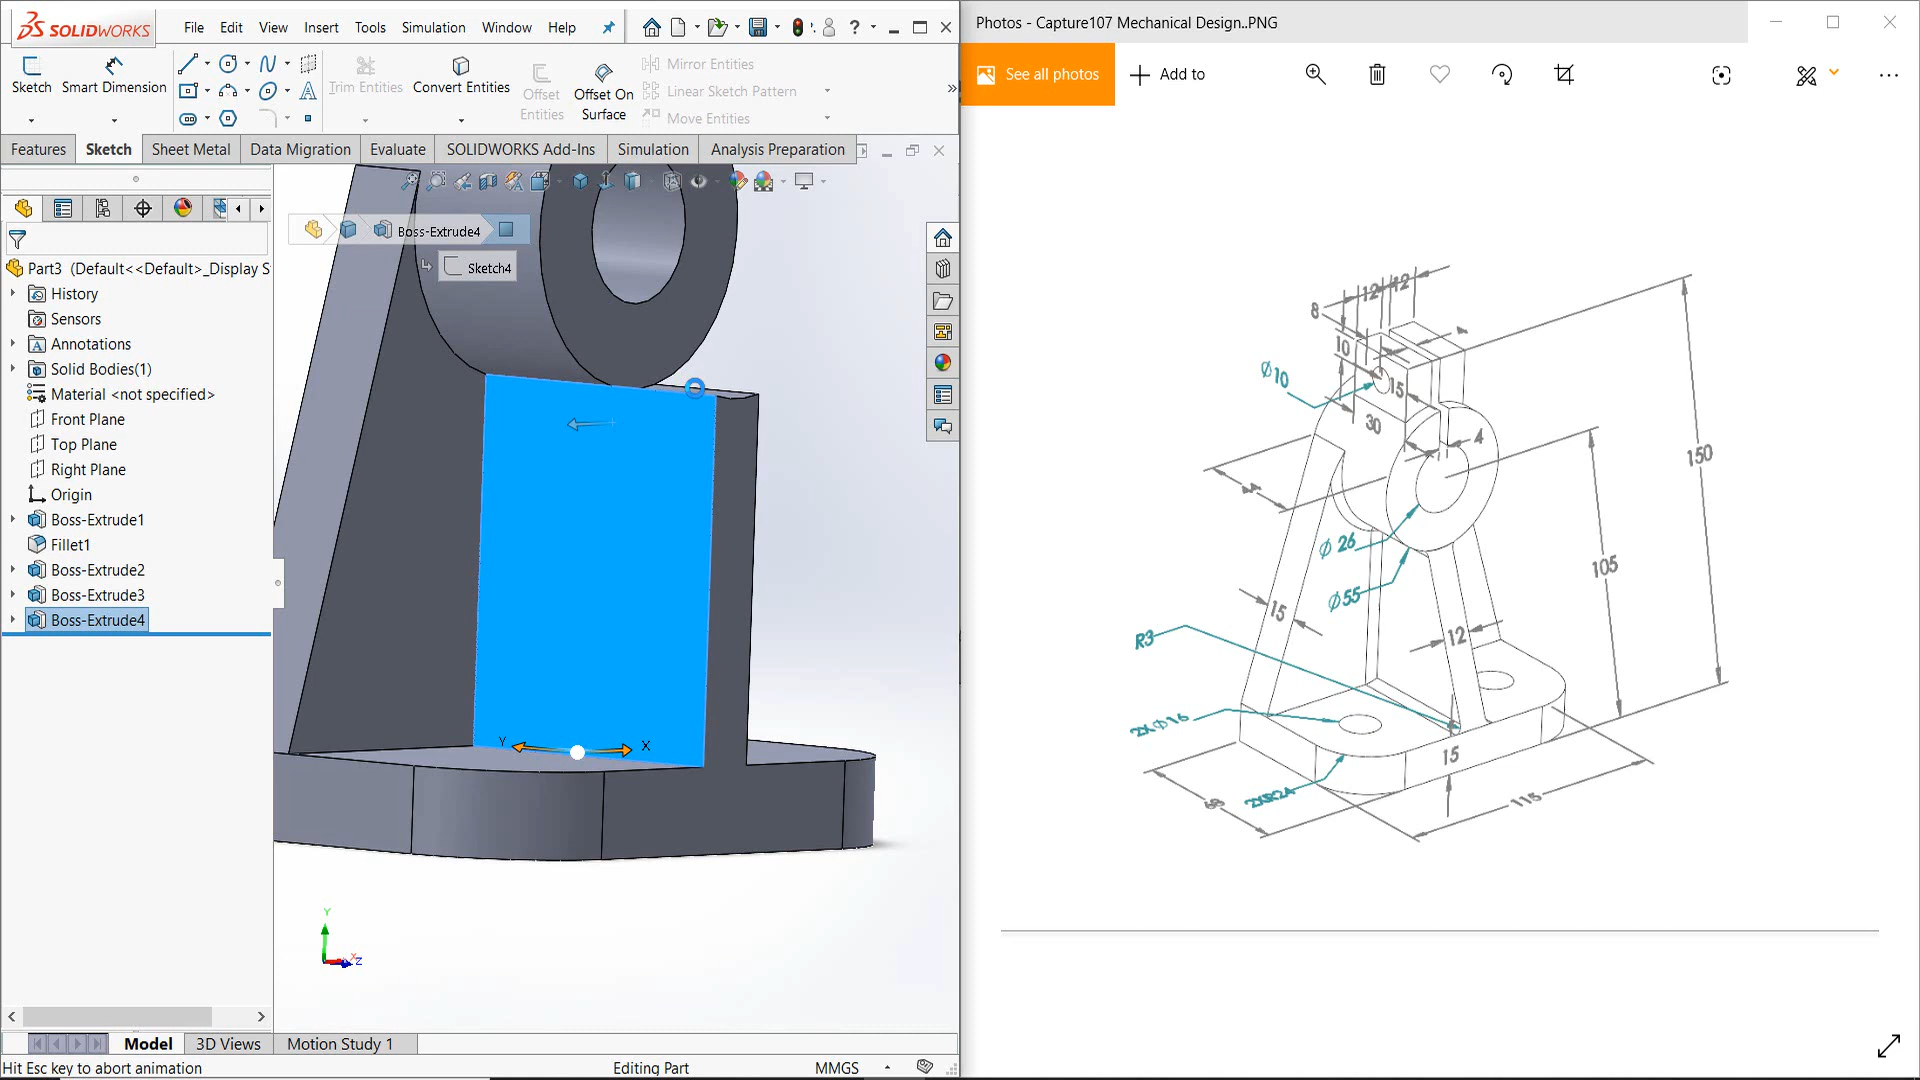 SOLIDWORKS
File Edit View Insert Tools Simulation Window Help
Sketch Smart Dimension Trim Entities Convert Entities Offset Entities Offset On Surface
Mirror Entities
Linear Sketch Pattern
Move Entities
Features Sketch Sheet Metal Data Migration Evaluate SOLIDWORKS Add-Ins Simulation Analysis Preparation
Boss-Extrude4
Sketch4
Part3 (Default<<Default>_Display S
History
Sensors
Annotations
Solid Bodies(1)
Material <not specified>
Front Plane
Top Plane
Right Plane
Origin
Boss-Extrude1
Fillet1
Boss-Extrude2
Boss-Extrude3
Boss-Extrude4
Y X
Y
X Z
Model 3D Views Motion Study 1
Hit Esc key to abort animation Editing Part MMGS
Photos - Capture107 Mechanical Design..PNG
See all photos Add to
8 12 12
10 4
Ø10 15
30 4
44 150
Ø 26
105
Ø55
15
R3 12
2XØ16
15
68 2XR24 115